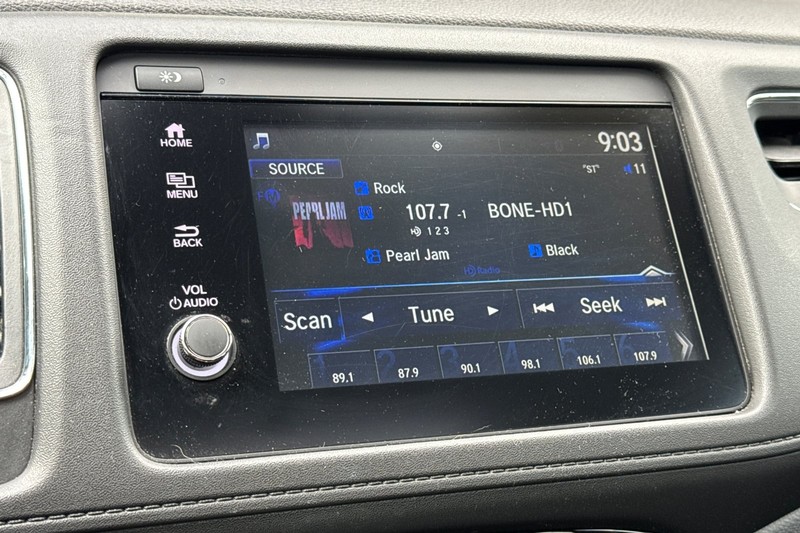 HOME
MENU
BACK
VOL
AUDIO
9:03
SOURCE
"ST" 11
FM
Rock
PEARL JAM
107.7 -1 BONE-HD1
HD 1 2 3
Pearl Jam Black
HD Radio
Scan Tune Seek
1 2 3 4 5 6
89.1 87.9 90.1 98.1 106.1 107.9